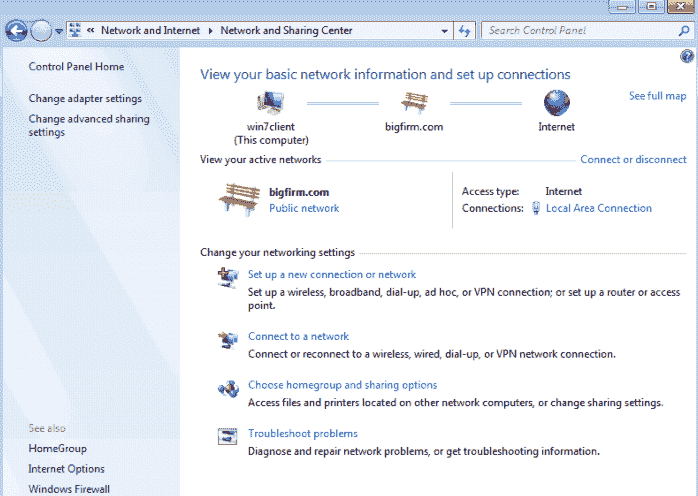 « Network and Internet ▸ Network and Sharing Center
Search Control Panel
Control Panel Home
Change adapter settings
Change advanced sharing
settings
See also
HomeGroup
Internet Options
Windows Firewall
View your basic network information and set up connections
See full map
win7client
(This computer)
bigfirm.com
Internet
View your active networks
Connect or disconnect
bigfirm.com
Public network
Access type: Internet
Connections: Local Area Connection
Change your networking settings
Set up a new connection or network
Set up a wireless, broadband, dial-up, ad hoc, or VPN connection; or set up a router or access
point.
Connect to a network
Connect or reconnect to a wireless, wired, dial-up, or VPN network connection.
Choose homegroup and sharing options
Access files and printers located on other network computers, or change sharing settings.
Troubleshoot problems
Diagnose and repair network problems, or get troubleshooting information.